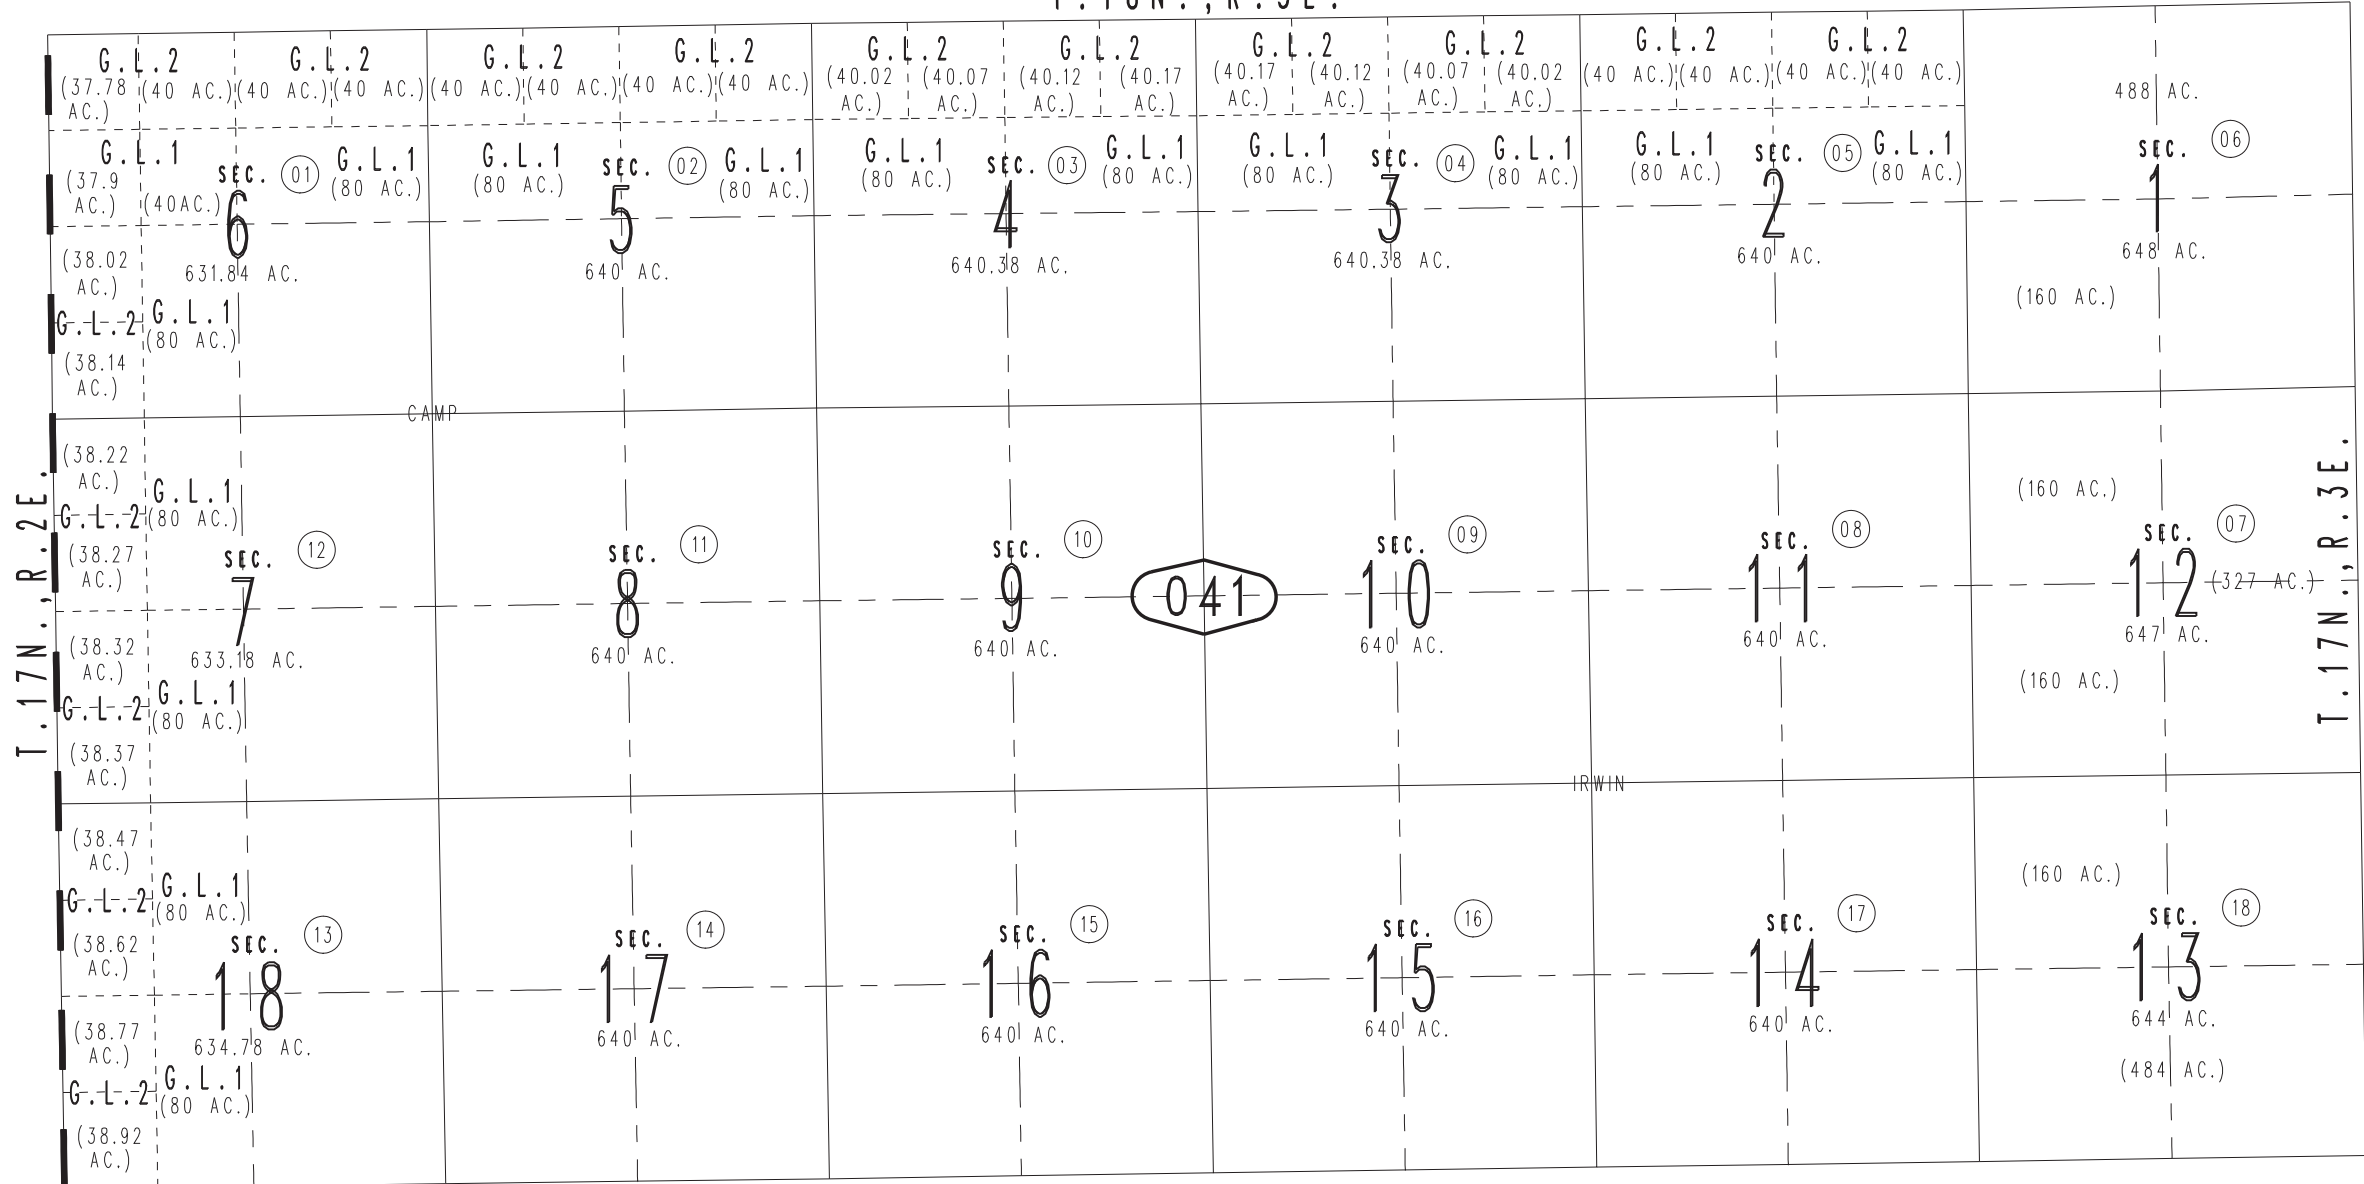 G.L.2 G.L.2 G.L.2 G.L.2 G.L.2 G.L.2 G.L.2 G.L.2 G.L.2 G.L.2
(37.78 AC.) (40 AC.) (40 AC.) (40 AC.) (40 AC.) (40 AC.) (40 AC.) (40 AC.) (40.02 AC.) (40.07 AC.) (40.12 AC.) (40.17 AC.) (40.17 AC.) (40.12 AC.) (40.07 AC.) (40.02 AC.) (40 AC.) (40 AC.) (40 AC.) (40 AC.) 488 AC.
G.L.1 SEC. 01 G.L.1 G.L.1 SEC. 02 G.L.1 G.L.1 SEC. 03 G.L.1 G.L.1 SEC. 04 G.L.1 G.L.1 SEC. 05 G.L.1 SEC. 06
(37.9 AC.) (40AC.) (80 AC.) (80 AC.) (80 AC.) (80 AC.) (80 AC.) (80 AC.) (80 AC.) (80 AC.) (80 AC.)
6 5 4 3 2 1
(38.02 AC.) 631.84 AC. 640 AC. 640.38 AC. 640.38 AC. 640 AC. 648 AC.
G.L.2 G.L.1 (160 AC.)
(80 AC.)
(38.14 AC.)
CAMP
(38.22 AC.)
G.L.1 (160 AC.)
G.L.2 (80 AC.)
T.17N.,R.2E.
T.17N.,R.3E.
(38.27 AC.) SEC. 12 SEC. 11 SEC. 10 SEC. 09 SEC. 08 SEC. 07
7 8 9 041 10 11 12 (327 AC.)
(38.32 AC.) 633.18 AC. 640 AC. 640 AC. 640 AC. 640 AC. 647 AC.
G.L.2 G.L.1 (160 AC.)
(80 AC.)
(38.37 AC.)
IRWIN
(38.47 AC.)
G.L.2 G.L.1 (160 AC.)
(80 AC.)
(38.62 AC.) SEC. 13 SEC. 14 SEC. 15 SEC. 16 SEC. 17 SEC. 18
18 17 16 15 14 13
(38.77 AC.) 634.78 AC. 640 AC. 640 AC. 640 AC. 640 AC. 644 AC.
G.L.2 G.L.1 (484 AC.)
(80 AC.)
(38.92 AC.)